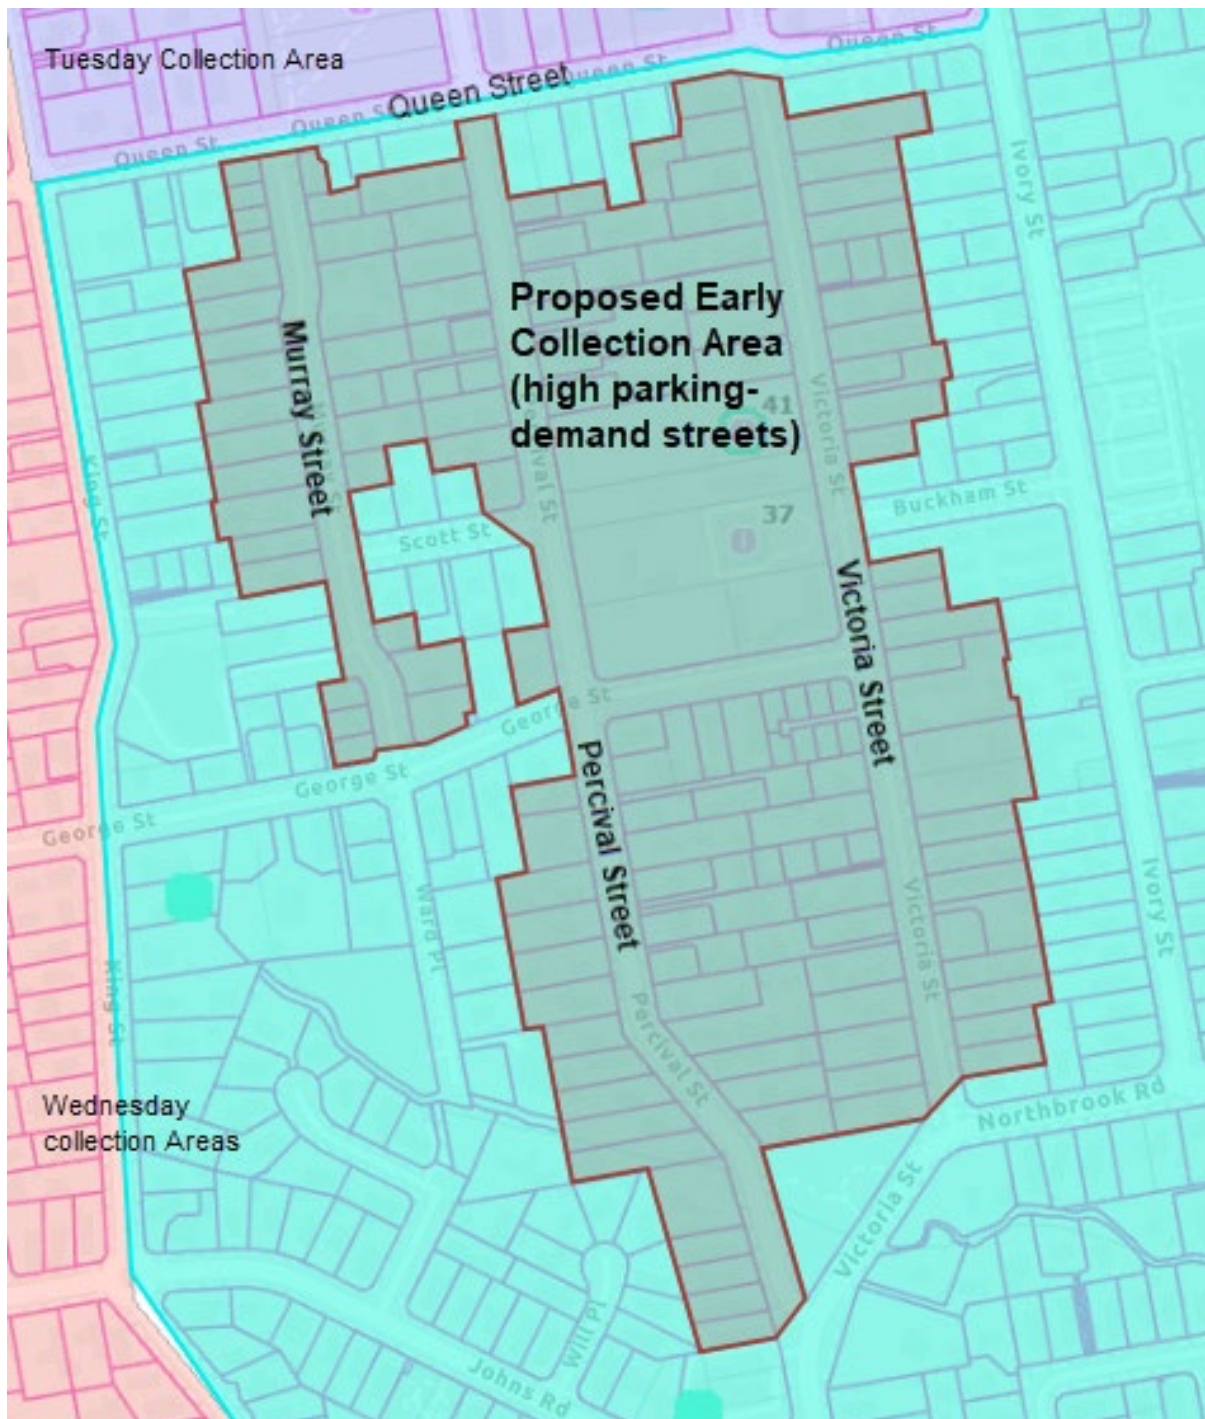 Tuesday Collection Area
Queen St
Queen Street
Queen St
Queen St
Queen St
Ivory St
Proposed Early
Collection Area
(high parking-
demand streets)
Murray Street
41
Victoria St
King St
Percival St
Buckham St
37
Scott St
Victoria Street
George St
George St
George St
Percival Street
Ward Pl
Victoria St
Ivory St
King St
Percival St
Wednesday
collection Areas
Northbrook Rd
Victoria St
Will Pl
Johns Rd